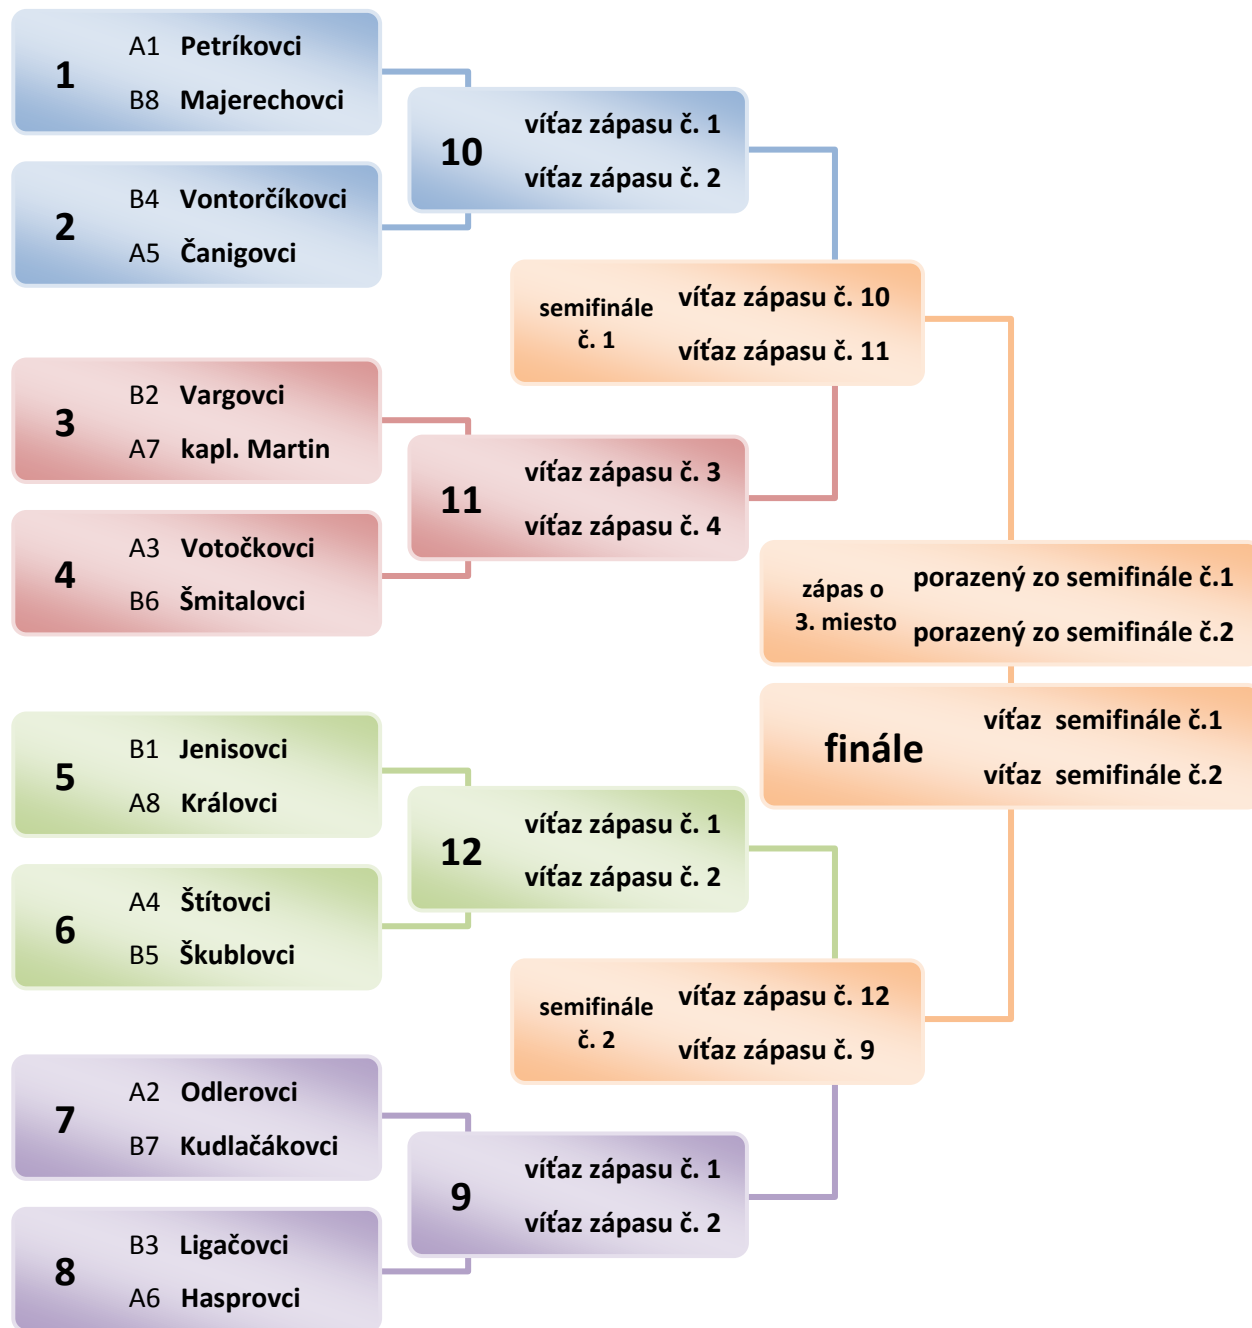 1
A1 Petríkovci
B8 Majerechovci
2
B4 Vontorčíkovci
A5 Čanigovci
10
víťaz zápasu č. 1
víťaz zápasu č. 2
semifinále
č. 1
víťaz zápasu č. 10
víťaz zápasu č. 11
3
B2 Vargovci
A7 kapl. Martin
4
A3 Votočkovci
B6 Šmitalovci
11
víťaz zápasu č. 3
víťaz zápasu č. 4
zápas o
3. miesto
porazený zo semifinále č.1
porazený zo semifinále č.2
finále
víťaz semifinále č.1
víťaz semifinále č.2
5
B1 Jenisovci
A8 Královci
6
A4 Štítovci
B5 Škublovci
12
víťaz zápasu č. 1
víťaz zápasu č. 2
semifinále
č. 2
víťaz zápasu č. 12
víťaz zápasu č. 9
7
A2 Odlerovci
B7 Kudlačákovci
8
B3 Ligačovci
A6 Hasprovci
9
víťaz zápasu č. 1
víťaz zápasu č. 2